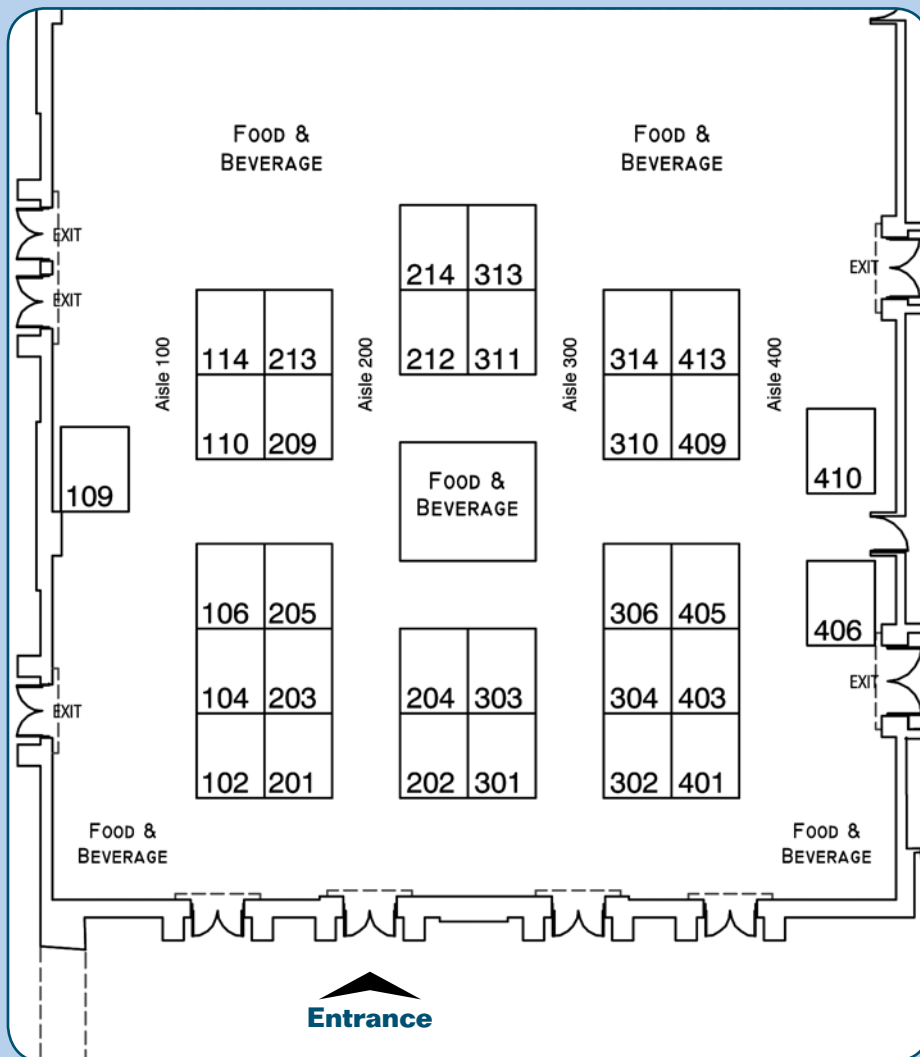 FOOD &
BEVERAGE
FOOD &
BEVERAGE
EXIT
EXIT
EXIT
214 313
Aisle 100
114 213
Aisle 200
212 311
Aisle 300
314 413
Aisle 400
110 209
310 409
109
FOOD &
BEVERAGE
410
106 205
306 405
406
104 203
204 303
304 403
EXIT
EXIT
102 201
202 301
302 401
FOOD &
BEVERAGE
FOOD &
BEVERAGE
Entrance